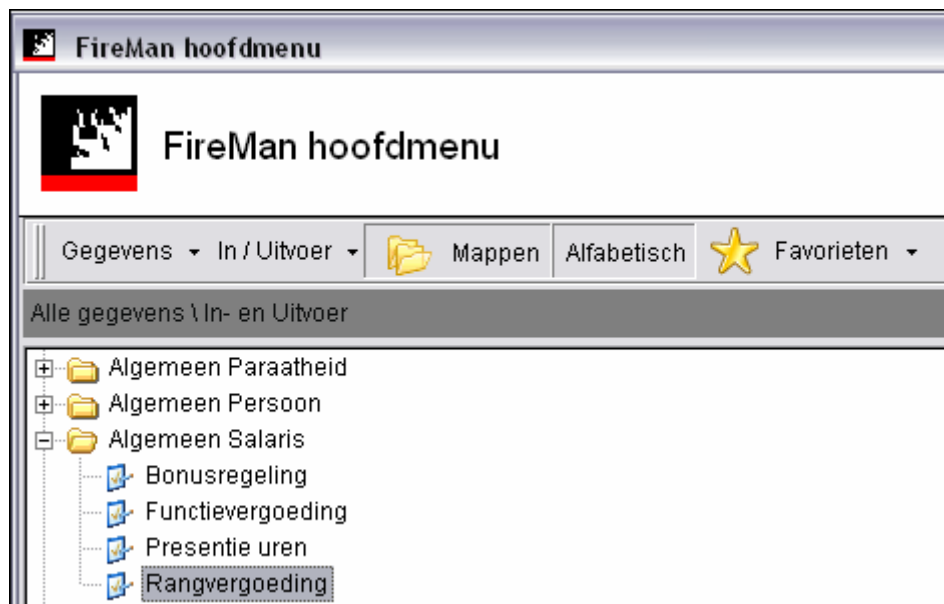 FireMan hoofdmenu
FireMan hoofdmenu
Gegevens In / Uitvoer Mappen Alfabetisch Favorieten
Alle gegevens \ In- en Uitvoer
Algemeen Paraatheid
Algemeen Persoon
Algemeen Salaris
Bonusregeling
Functievergoeding
Presentie uren
Rangvergoeding